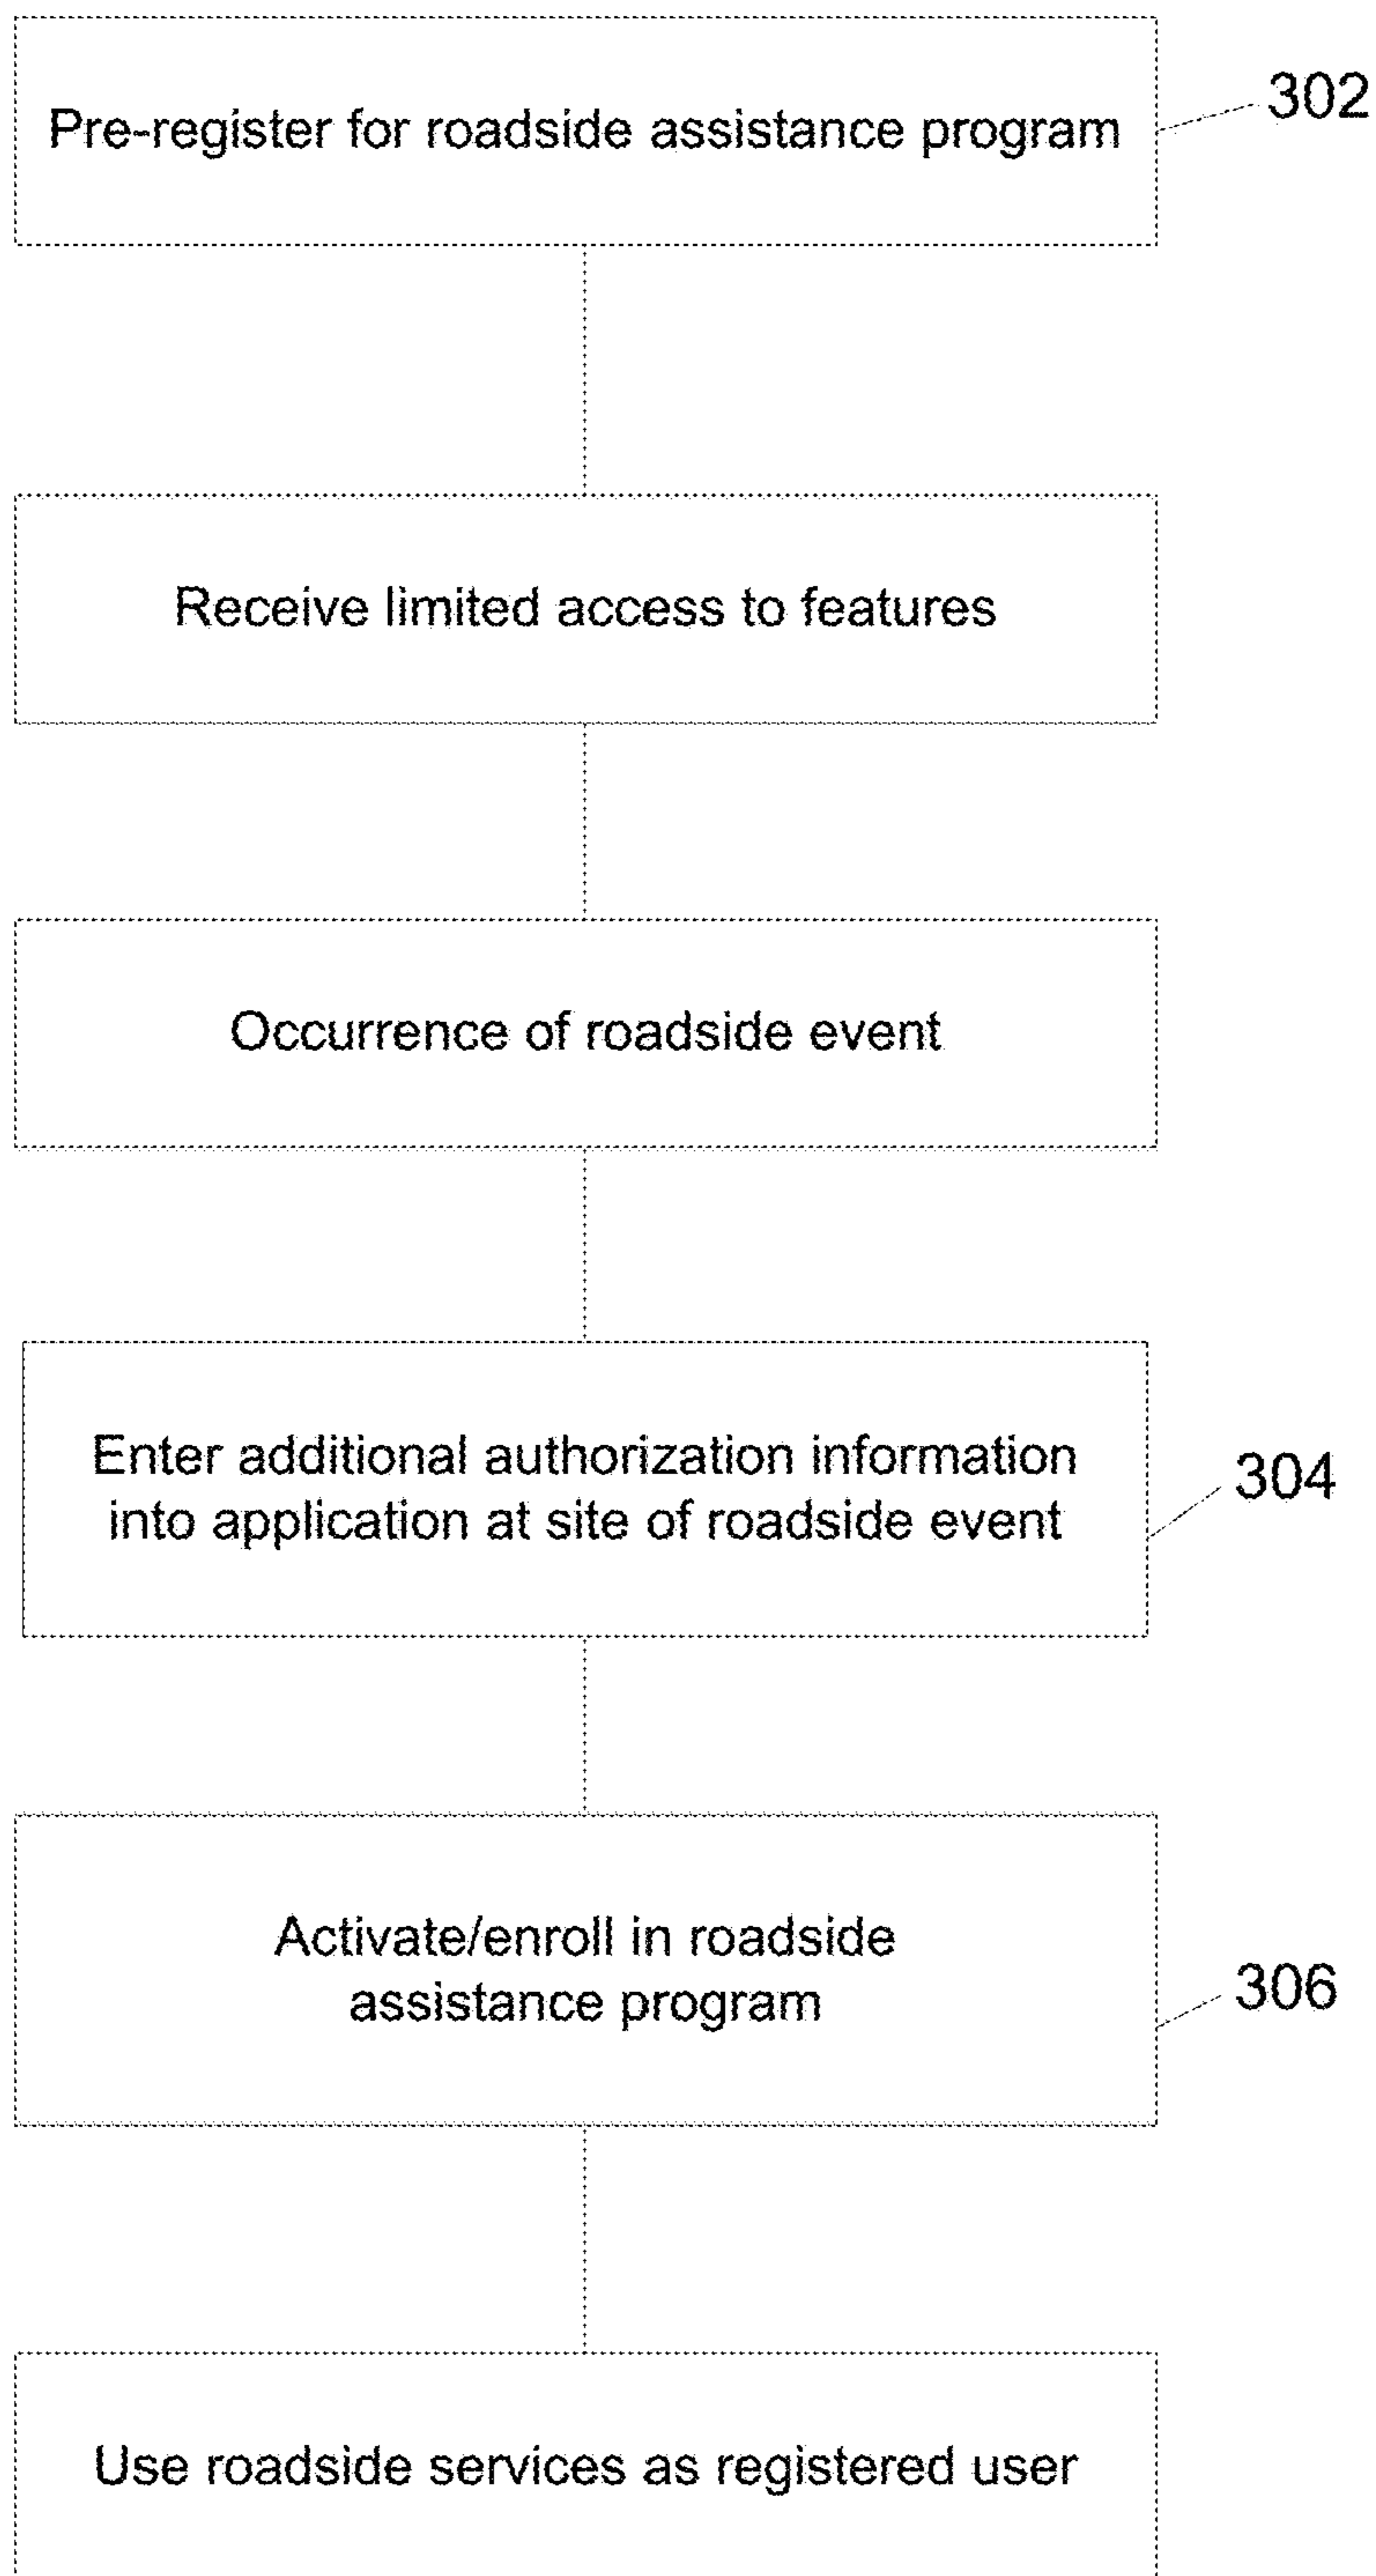 Pre-register for roadside assistance program
302
Receive limited access to features
Occurrence of roadside event
Enter additional authorization information
into application at site of roadside event
304
Activate/enroll in roadside
assistance program
306
Use roadside services as registered user